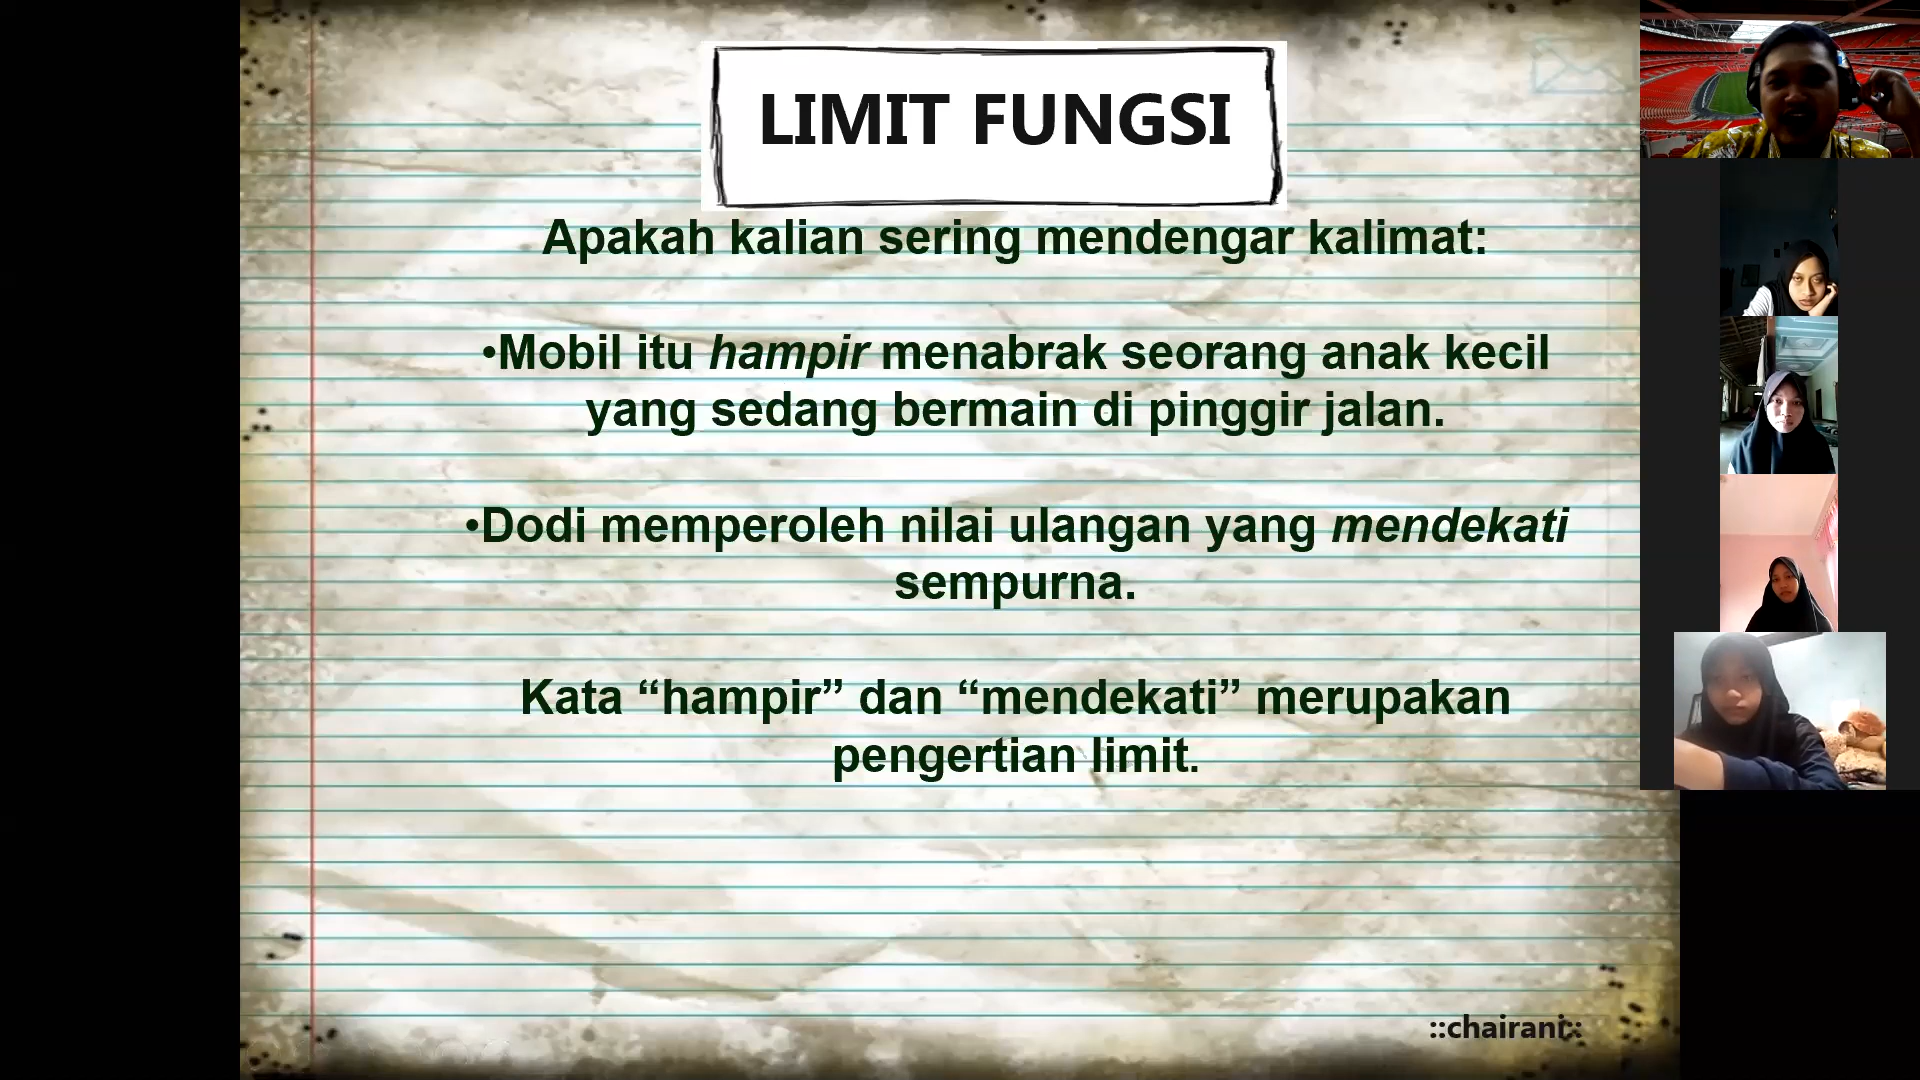 LIMIT FUNGSI
Apakah kalian sering mendengar kalimat:
•Mobil itu hampir menabrak seorang anak kecil
yang sedang bermain di pinggir jalan.
•Dodi memperoleh nilai ulangan yang mendekati
sempurna.
Kata “hampir” dan “mendekati” merupakan
pengertian limit.
::chairani::